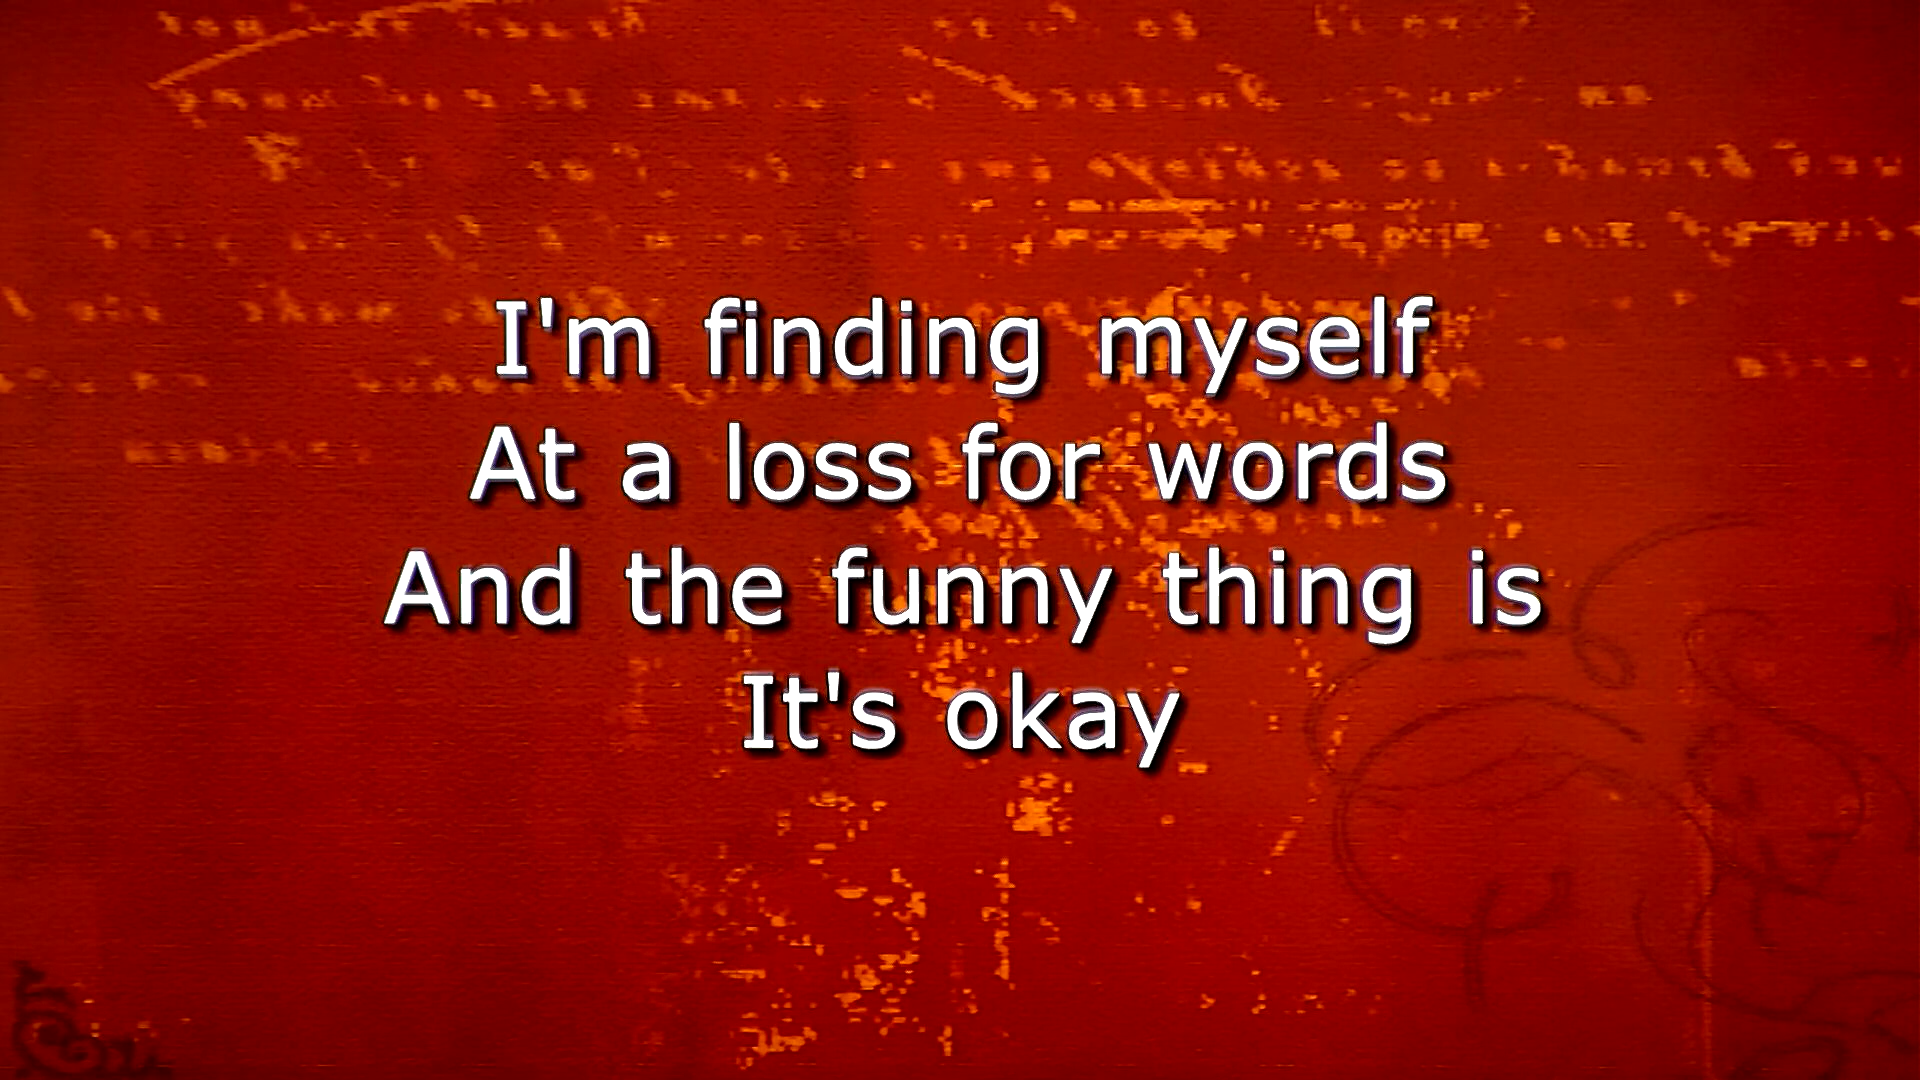 I'm finding myself
At a loss for words
And the funny thing is
It's okay